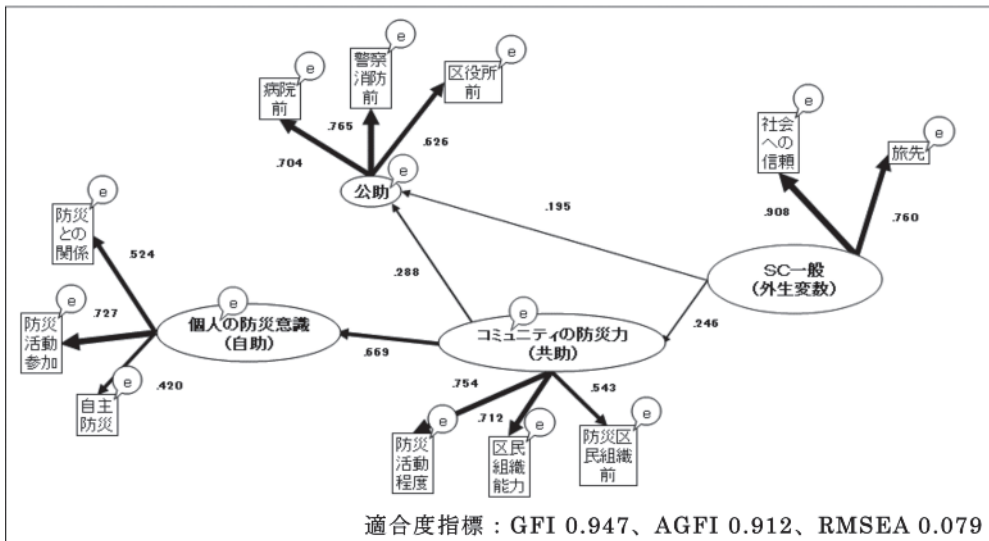 e
e
e
病院
前
警察
消防
前
区役所
前
.704
.765
.626
公助
e
e
e
社会
への
信頼
旅先
.908
.760
SC一般
（外生変数）
.195
.288
.246
e
防災
との
関係
.524
e
防災
活動
参加
.727
e
自主
防災
.420
e
個人の防災意識
（自助）
.669
e
コミュニティの防災力
（共助）
.754
.712
.543
e
防災
活動
程度
e
区民
組織
能力
e
防災区
民組織
前
適合度指標：GFI 0.947、AGFI 0.912、RMSEA 0.079